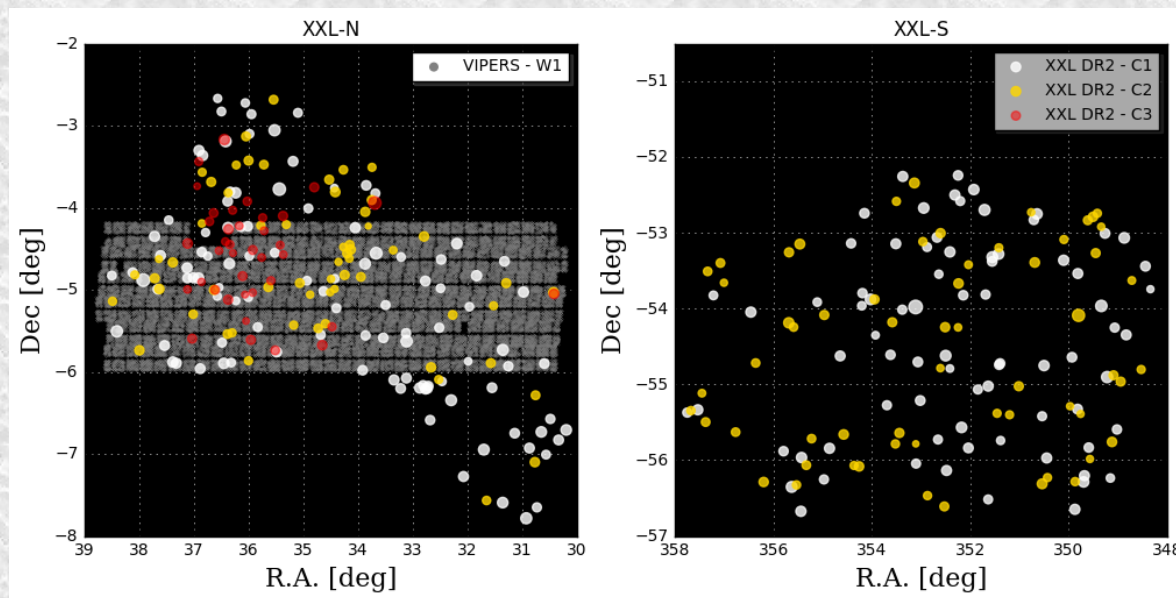 XXL-N
VIPERS - W1
−2
−3
−4
−5
−6
−7
−8
39 38 37 36 35 34 33 32 31 30
R.A. [deg]
Dec [deg]
XXL-S
XXL DR2 - C1
XXL DR2 - C2
XXL DR2 - C3
−51
−52
−53
−54
−55
−56
−57
358 356 354 352 350 348
R.A. [deg]
Dec [deg]